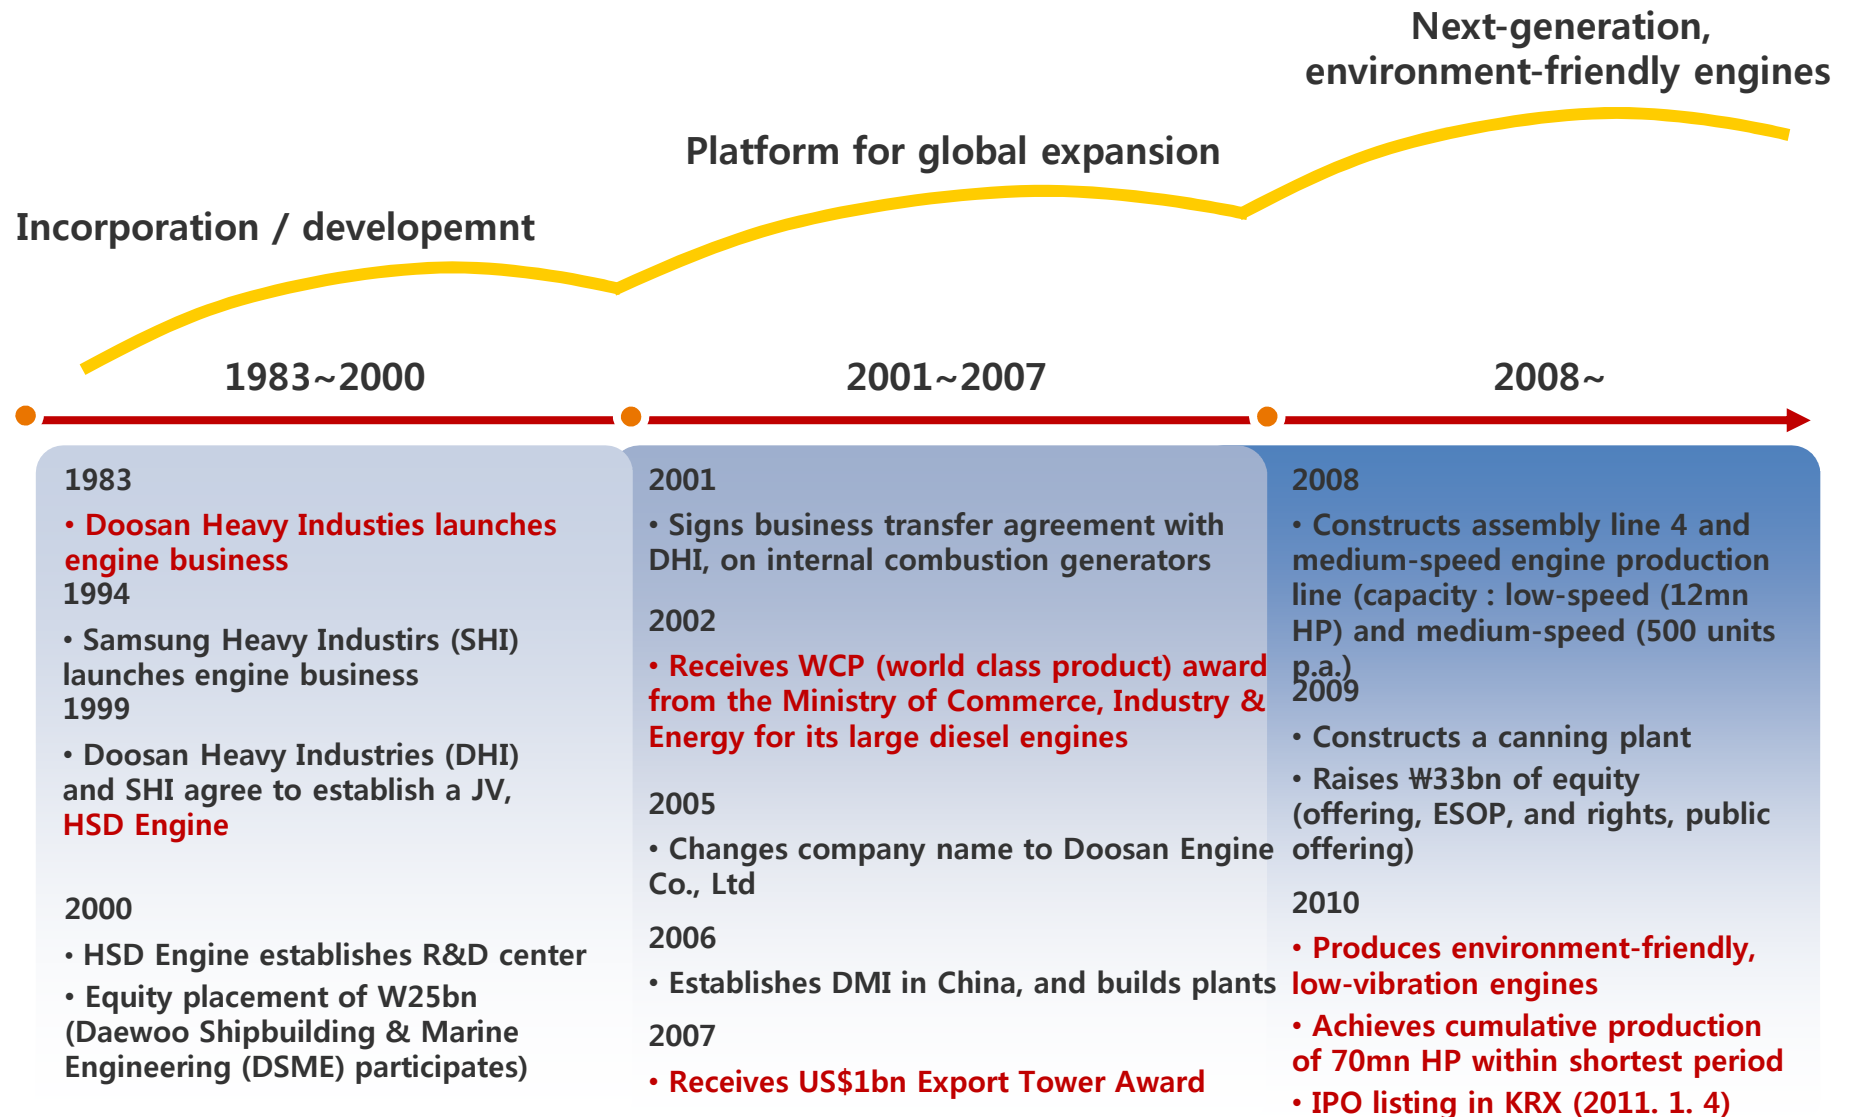 Next-generation,
environment-friendly engines
Platform for global expansion
Incorporation / developemnt
1983~2000
2001~2007
2008~
1983
• Doosan Heavy Industies launches
engine business
1994
• Samsung Heavy Industirs (SHI)
launches engine business
1999
• Doosan Heavy Industries (DHI)
and SHI agree to establish a JV,
HSD Engine
2000
• HSD Engine establishes R&D center
• Equity placement of W25bn
(Daewoo Shipbuilding & Marine
Engineering (DSME) participates)
2001
• Signs business transfer agreement with
DHI, on internal combustion generators
2002
• Receives WCP (world class product) award
from the Ministry of Commerce, Industry &
Energy for its large diesel engines
2005
• Changes company name to Doosan Engine
Co., Ltd
2006
• Establishes DMI in China, and builds plants
2007
• Receives US$1bn Export Tower Award
2008
• Constructs assembly line 4 and
medium-speed engine production
line (capacity : low-speed (12mn
HP) and medium-speed (500 units
p.a.)
2009
• Constructs a canning plant
• Raises ₩33bn of equity
(offering, ESOP, and rights, public
offering)
2010
• Produces environment-friendly,
low-vibration engines
• Achieves cumulative production
of 70mn HP within shortest period
• IPO listing in KRX (2011. 1. 4)